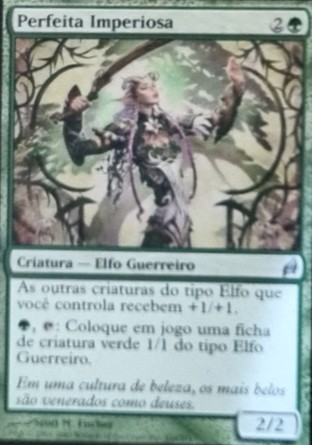 Perfeita Imperiosa 2
Criatura — Elfo Guerreiro
As outras criaturas do tipo Elfo que
você controla recebem +1/+1.
, : Coloque em jogo uma ficha
de criatura verde 1/1 do tipo Elfo
Guerreiro.
Em uma cultura de beleza, os mais belos
são venerados como deuses.
2/2